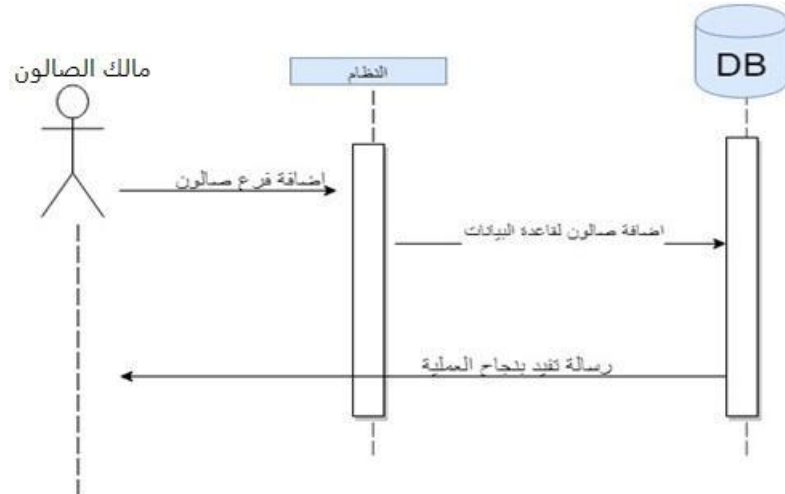 مالك الصالون
النظام
DB
اضافة فرع صالون
اضافة صالون لقاعدة البيانات
رسالة تفيد بنجاح العملية